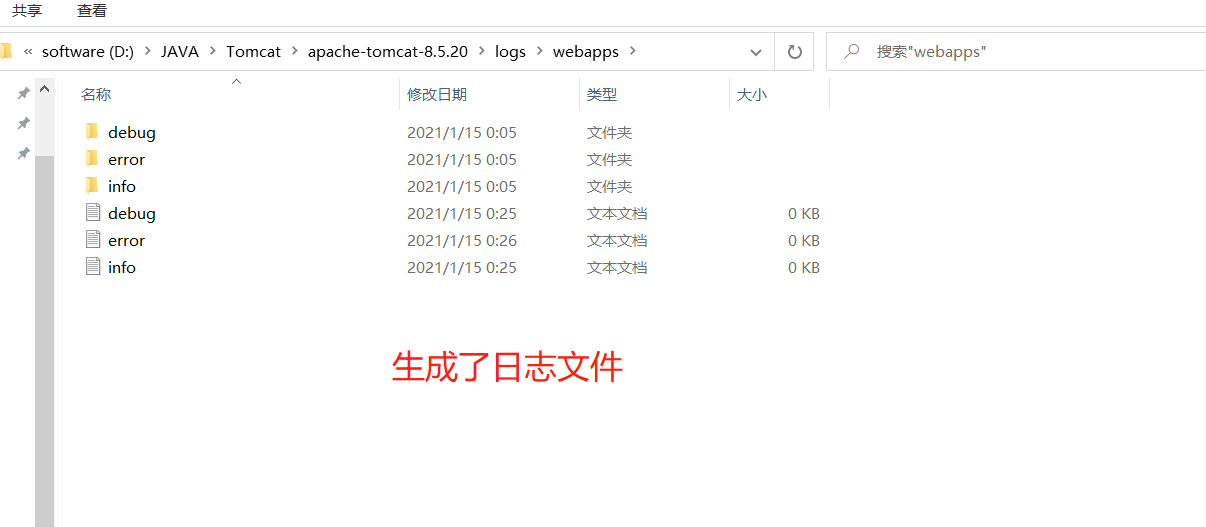 共享 查看
« software (D:) > JAVA > Tomcat > apache-tomcat-8.5.20 > logs > webapps > 搜索"webapps"
名称 修改日期 类型 大小
debug 2021/1/15 0:05 文件夹
error 2021/1/15 0:05 文件夹
info 2021/1/15 0:05 文件夹
debug 2021/1/15 0:25 文本文档 0 KB
error 2021/1/15 0:26 文本文档 0 KB
info 2021/1/15 0:25 文本文档 0 KB
生成了日志文件